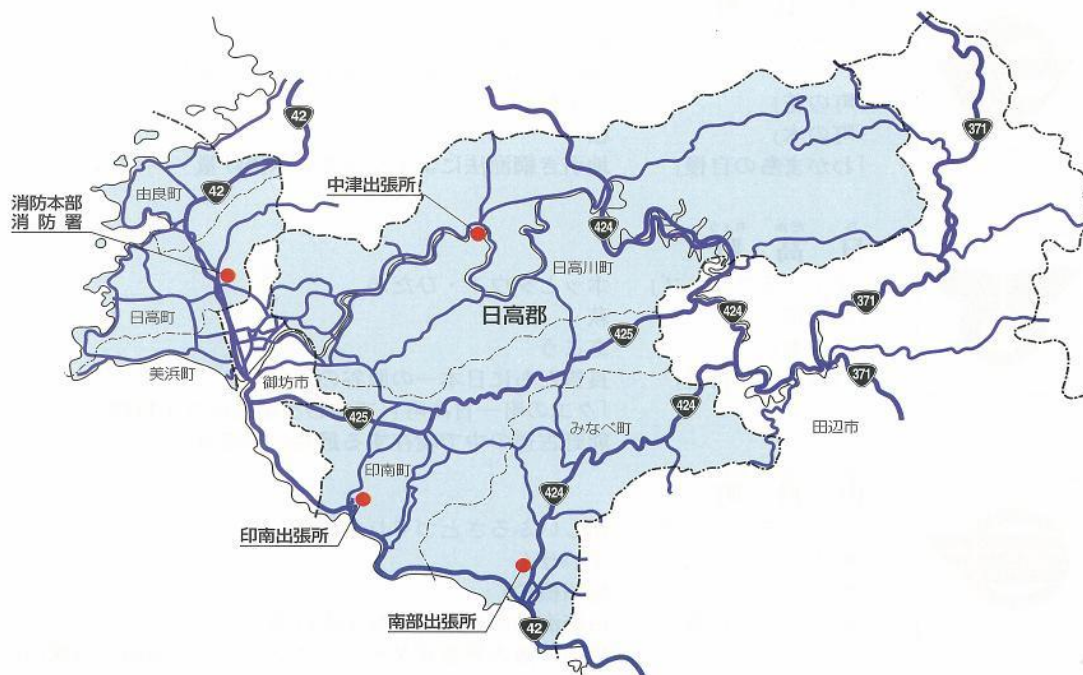 42
371
42
由良町
中津出張所
消防本部
消防署
424
日高川町
日高町
日高郡
371
424
425
美浜町
御坊市
371
425
424
みなべ町
田辺市
印南町
424
印南出張所
南部出張所
42